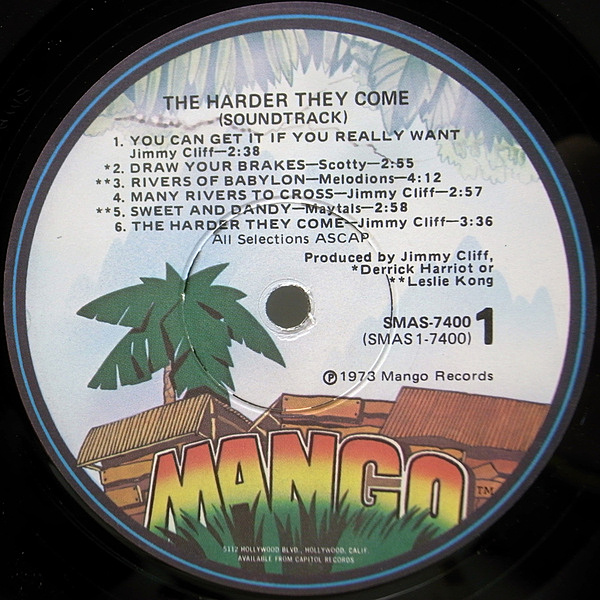 THE HARDER THEY COME
(SOUNDTRACK)
1. YOU CAN GET IT IF YOU REALLY WANT
Jimmy Cliff—2:38
*2. DRAW YOUR BRAKES—Scotty—2:55
**3. RIVERS OF BABYLON—Melodions—4:12
4. MANY RIVERS TO CROSS—Jimmy Cliff—2:57
**5. SWEET AND DANDY—Maytals—2:58
6. THE HARDER THEY COME—Jimmy Cliff—3:36
All Selections ASCAP
Produced by Jimmy Cliff,
*Derrick Harriot or
**Leslie Kong
SMAS-7400 1
(SMAS1-7400)
Ⓟ1973 Mango Records
MANGO TM
5112 HOLLYWOOD BLVD., HOLLYWOOD, CALIF.
AVAILABLE FROM CAPITOL RECORDS